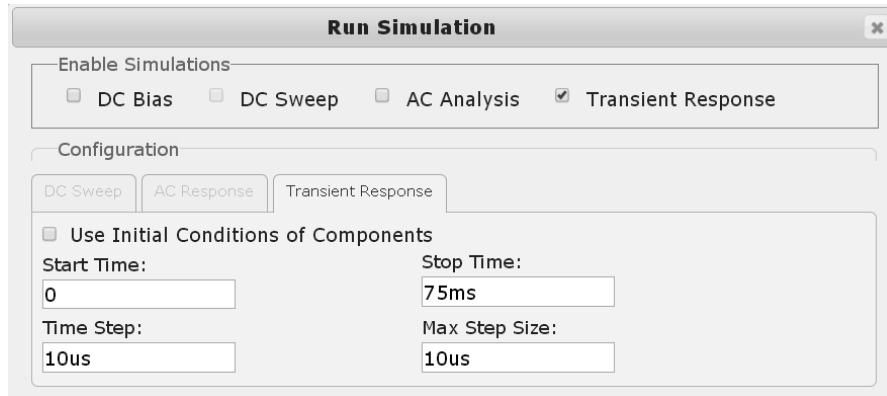 Run Simulation
Enable Simulations
DC Bias DC Sweep AC Analysis Transient Response
Configuration
DC Sweep AC Response Transient Response
Use Initial Conditions of Components
Start Time: Stop Time:
0 75ms
Time Step: Max Step Size:
10us 10us